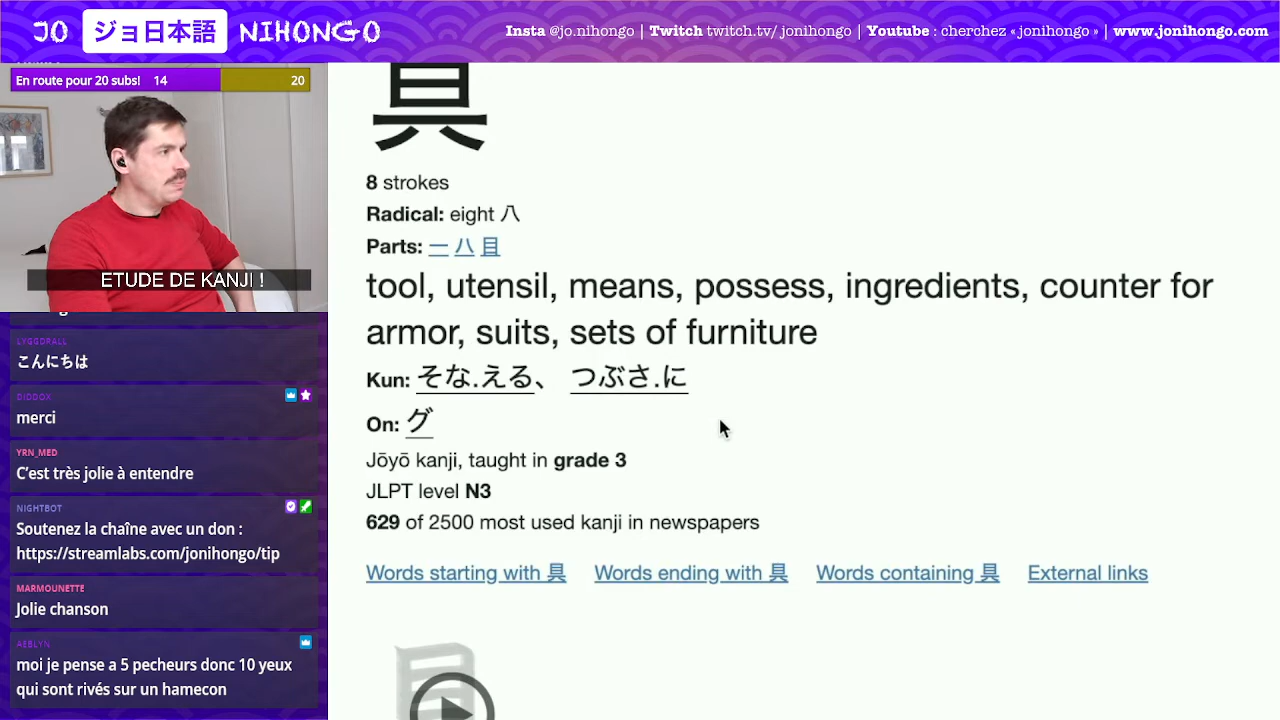 JO ジョ日本語 NIHONGO
Insta @jo.nihongo | Twitch twitch.tv/ jonihongo | Youtube : cherchez « jonihongo » | www.jonihongo.com
En route pour 20 subs! 14 20
ETUDE DE KANJI !
LYGGDRALL
こんにちは
DIDDOX
merci
YRN_MED
C'est très jolie à entendre
NIGHTBOT
Soutenez la chaîne avec un don :
https://streamlabs.com/jonihongo/tip
MARMOUNETTE
Jolie chanson
AEBLYN
moi je pense a 5 pecheurs donc 10 yeux
qui sont rivés sur un hamecon
具
8 strokes
Radical: eight 八
Parts: 一 ハ 目
tool, utensil, means, possess, ingredients, counter for
armor, suits, sets of furniture
Kun: そな.える、 つぶさ.に
On: グ
Jōyō kanji, taught in grade 3
JLPT level N3
629 of 2500 most used kanji in newspapers
Words starting with 具 Words ending with 具 Words containing 具 External links